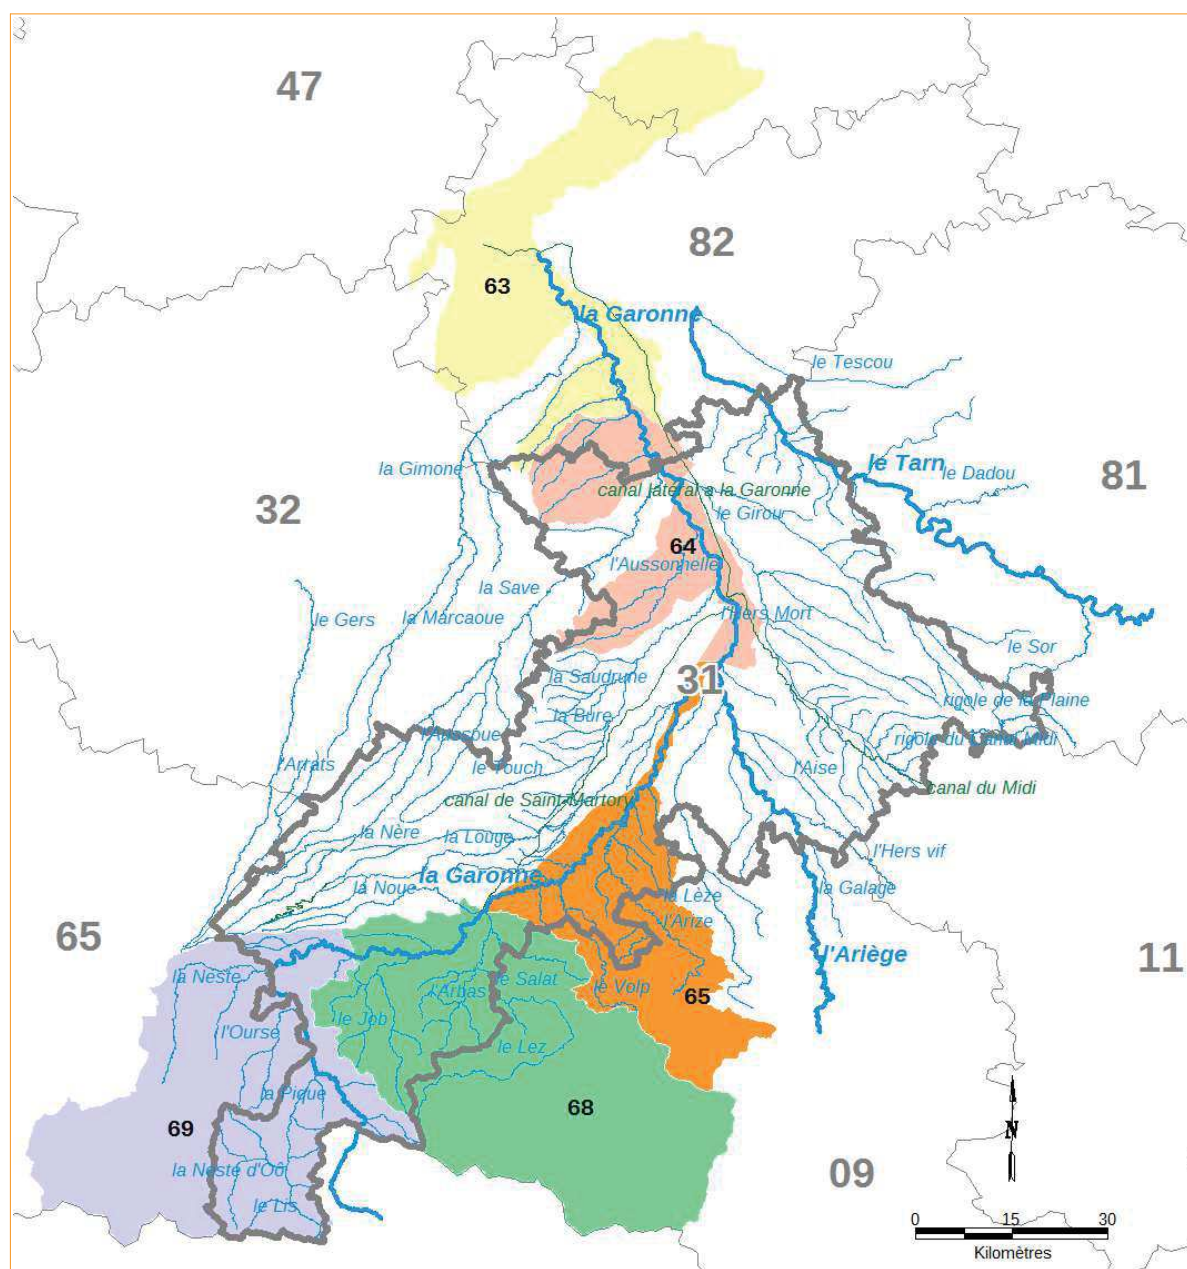 47
82
63
la Garonne
le Tescou
la Gimone
le Tarn
le Dadou
81
canal latéral a la Garonne
32
le Girou
64
l'Aussonnelle
la Save
le Gers
la Marcaoue
l'Hers Mort
le Sor
la Saudrune
31
rigole de la Plaine
la Bure
rigole du Canal Midi
l'Arrats
le Touch
l'Aise
canal du Midi
canal de Saint-Martory
la Nère
la Louge
l'Hers vif
la Garonne
la Noue
la Galage
la Lèze
l'Arize
65
l'Ariège
11
la Neste
le Salat
l'Arbas
le Volp
65
le Job
l'Ourse
le Lez
la Pique
68
69
N
la Neste d'Oô
09
le Lis
0
15
30
Kilomètres